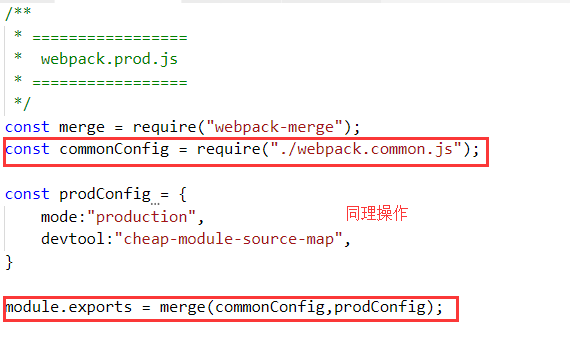 /**
 * =================
 *  webpack.prod.js
 * =================
 */
const merge = require("webpack-merge");
const commonConfig = require("./webpack.common.js");
const prodConfig = {
    mode:"production",
同理操作
    devtool:"cheap-module-source-map",
}
module.exports = merge(commonConfig,prodConfig);